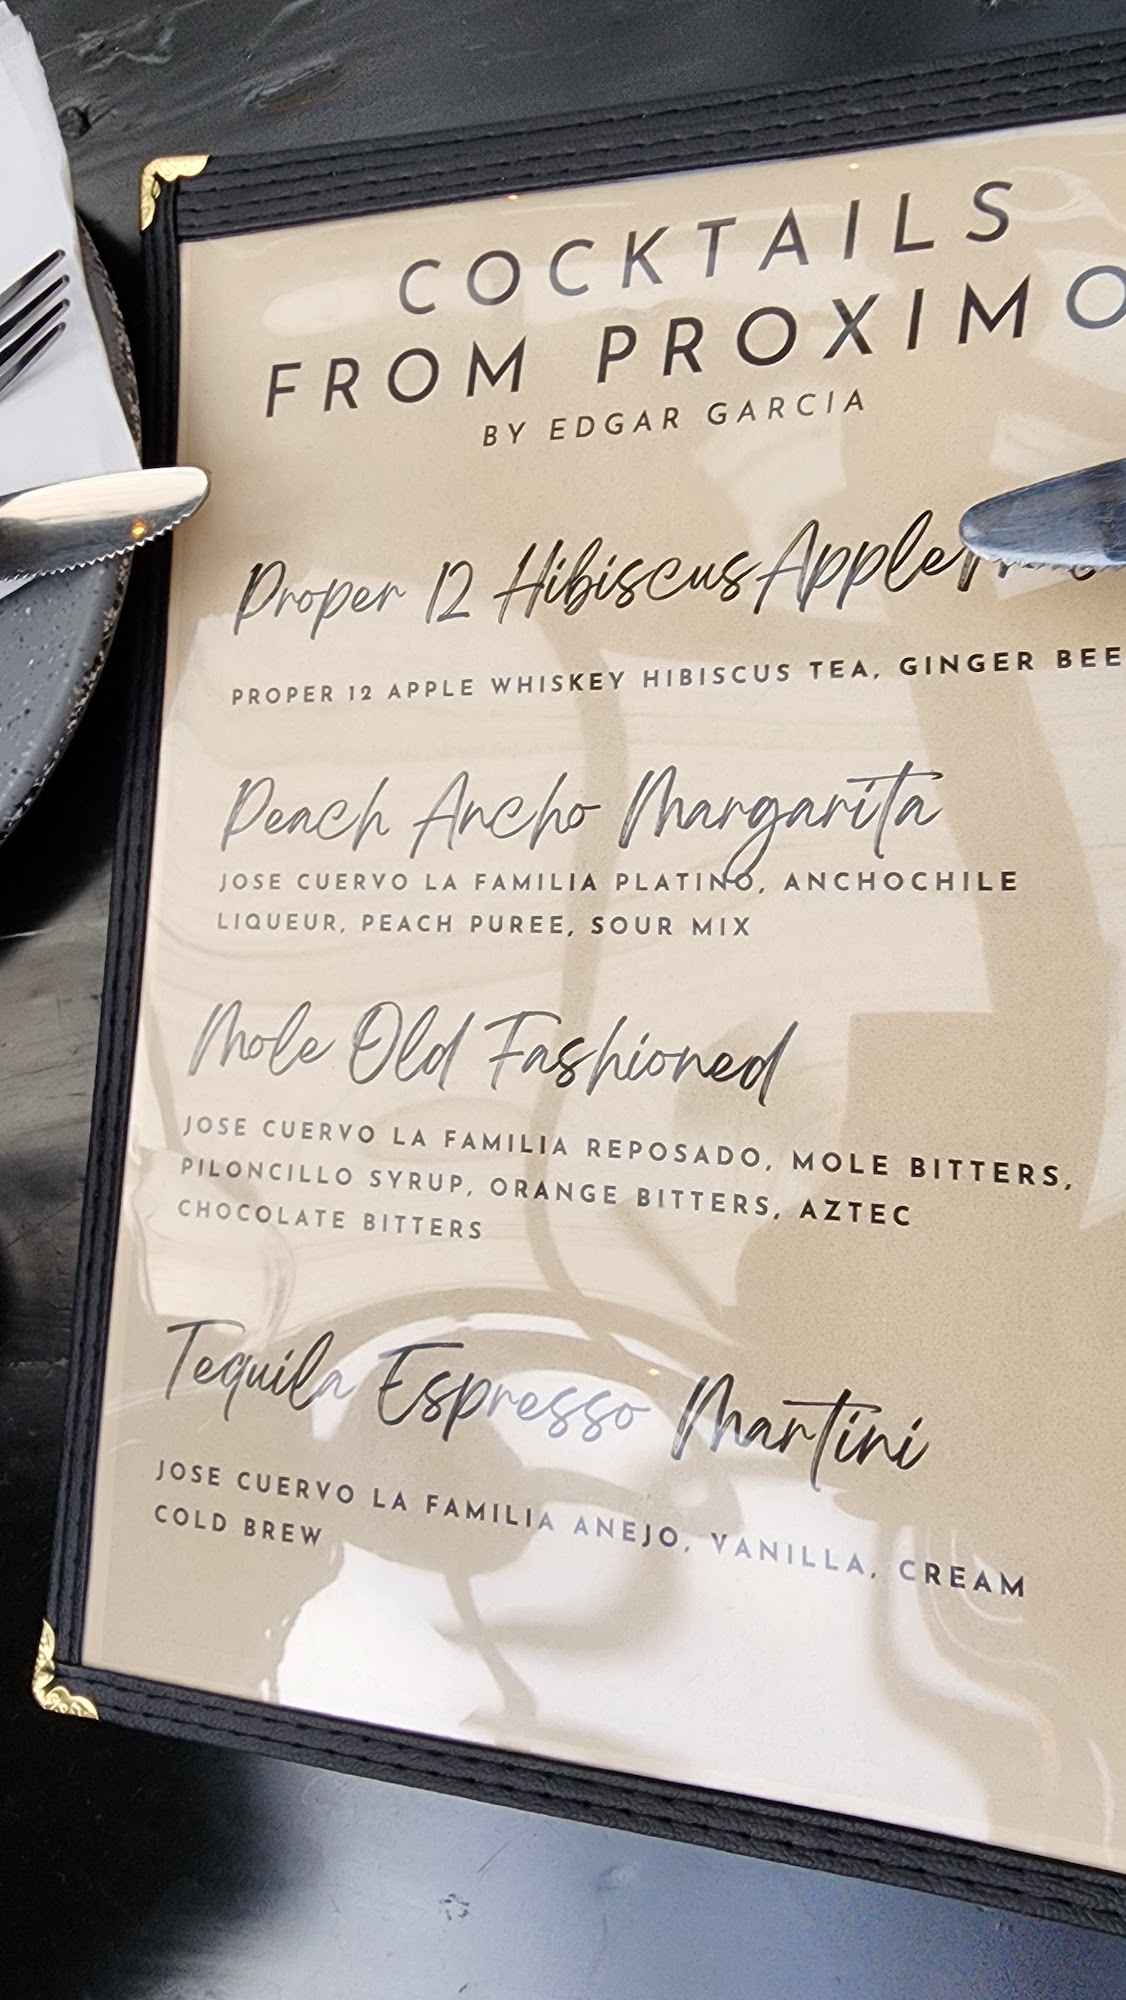 COCKTAILS
FROM PROXIMO
BY EDGAR GARCIA
Proper 12 Hibiscus Apple
PROPER 12 APPLE WHISKEY HIBISCUS TEA, GINGER BEE
Peach Ancho Margarita
JOSE CUERVO LA FAMILIA PLATINO, ANCHOCHILE
LIQUEUR, PEACH PUREE, SOUR MIX
Mole Old Fashioned
JOSE CUERVO LA FAMILIA REPOSADO, MOLE BITTERS,
PILONCILLO SYRUP, ORANGE BITTERS, AZTEC
CHOCOLATE BITTERS
Tequila Espresso Martini
JOSE CUERVO LA FAMILIA ANEJO, VANILLA, CREAM
COLD BREW